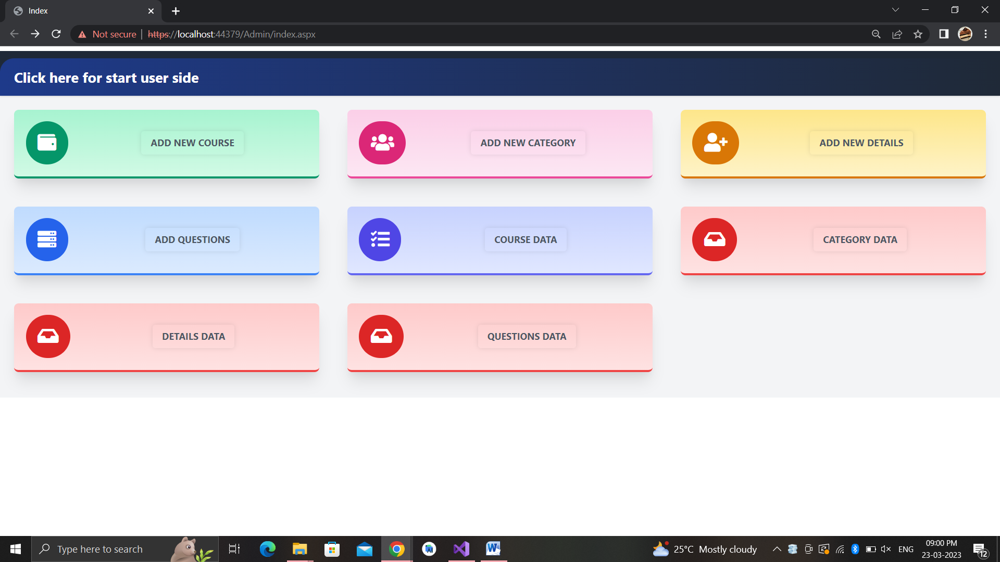 Index
Not secure | https://localhost:44379/Admin/index.aspx
Click here for start user side
ADD NEW COURSE
ADD NEW CATEGORY
ADD NEW DETAILS
ADD QUESTIONS
COURSE DATA
CATEGORY DATA
DETAILS DATA
QUESTIONS DATA
Type here to search
25°C Mostly cloudy
ENG
09:00 PM
23-03-2023
12